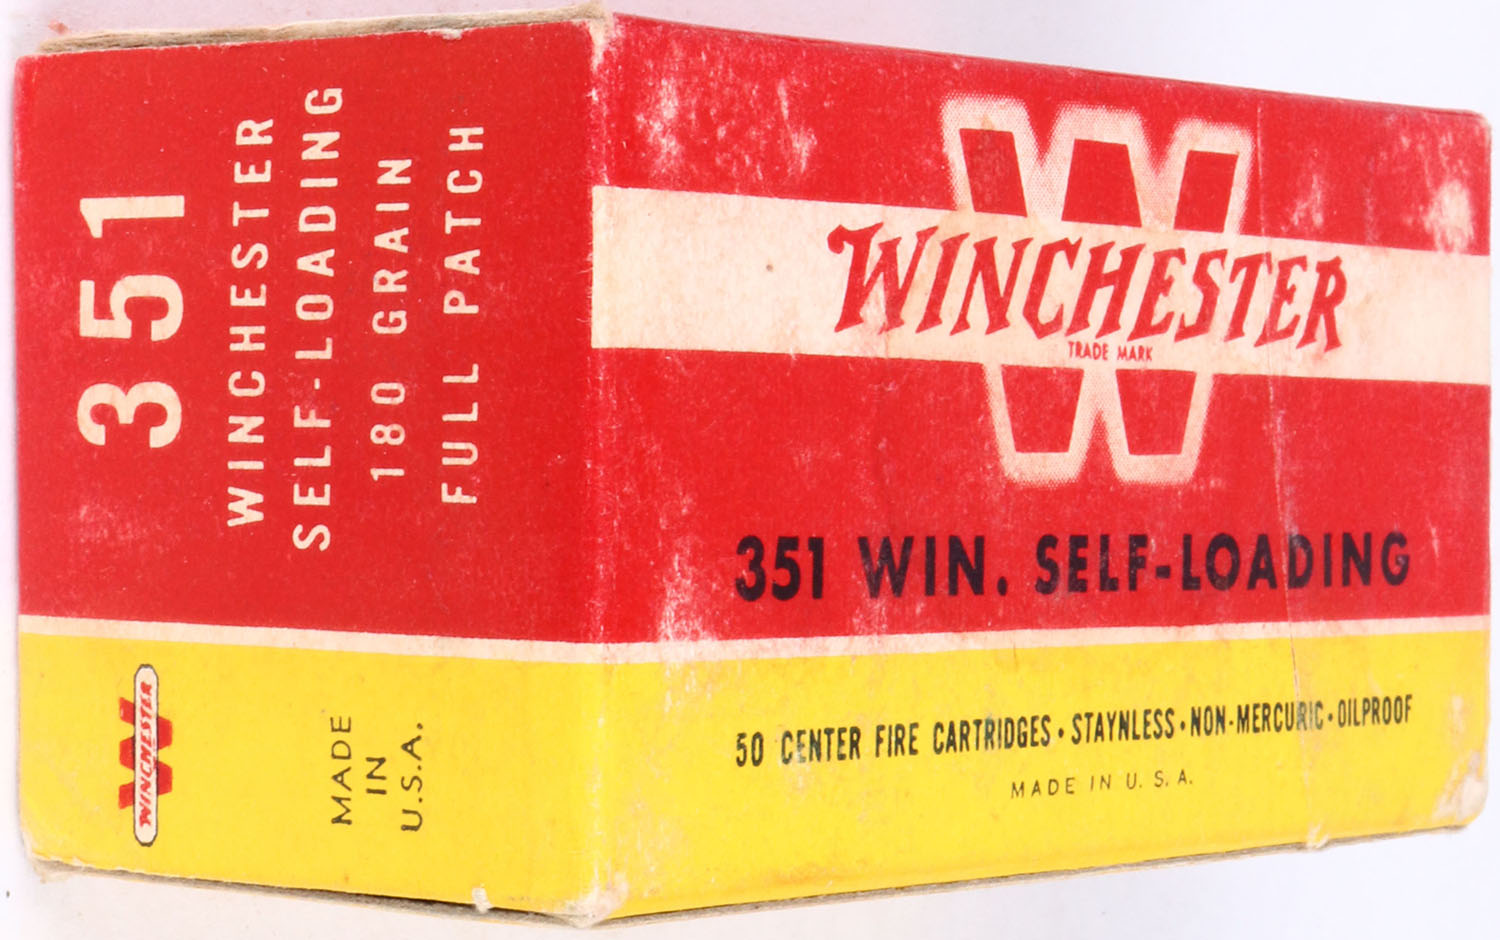 351
WINCHESTER
SELF-LOADING
180 GRAIN
FULL PATCH
W
WINCHESTER
MADE
IN
U.S.A.
W
WINCHESTER
TRADE MARK
351 WIN. SELF-LOADING
50 CENTER FIRE CARTRIDGES • STAYNLESS • NON-MERCURIC • OILPROOF
MADE IN U. S. A.